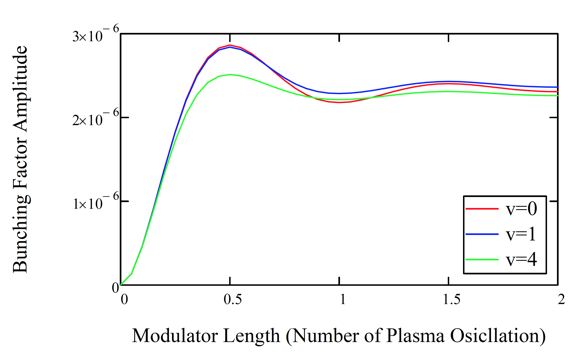 Bunching Factor Amplitude
3×10⁻⁶
2×10⁻⁶
1×10⁻⁶
0
0 0.5 1 1.5 2
v=0
v=1
v=4
Modulator Length (Number of Plasma Osicllation)